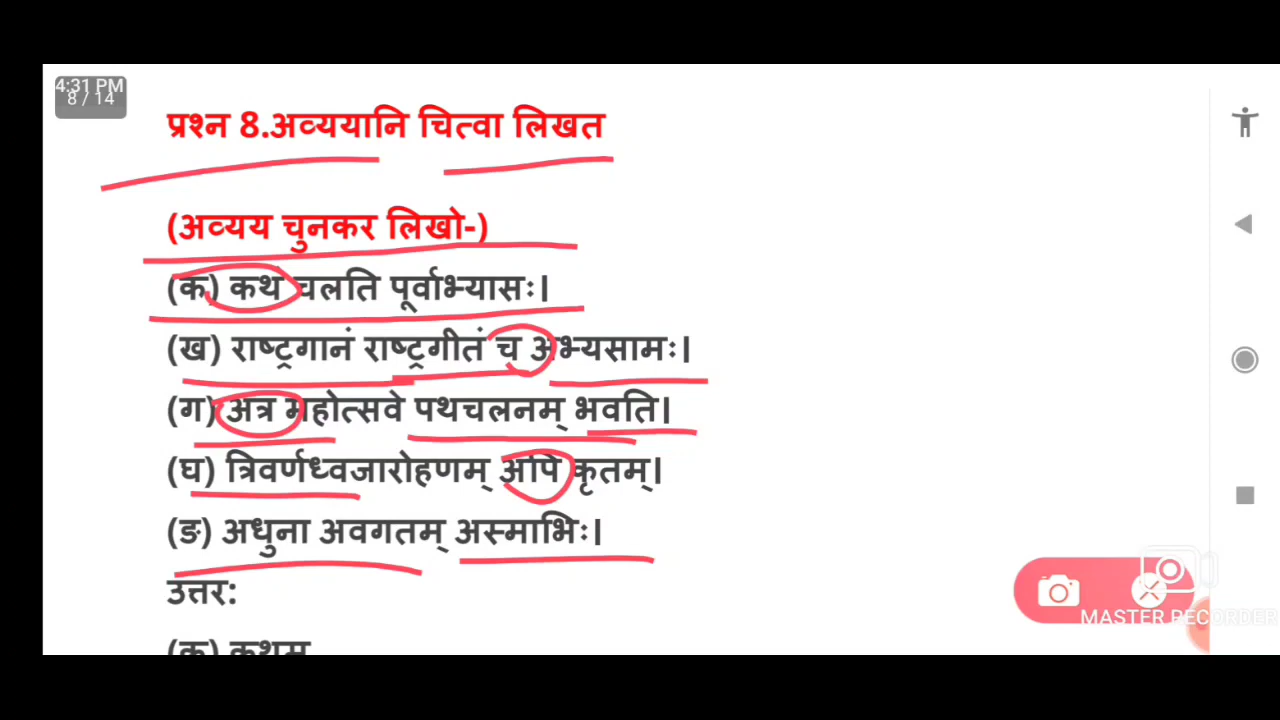 4:31 PM
8 / 14
प्रश्न 8.अव्ययानि चित्वा लिखत
(अव्यय चुनकर लिखो-)
(क) कथ चलति पूर्वाभ्यासः।
(ख) राष्ट्रगानं राष्ट्रगीतं च अभ्यसामः।
(ग) अत्र महोत्सवे पथचलनम् भवति।
(घ) त्रिवर्णध्वजारोहणम् अपि कृतम्।
(ङ) अधुना अवगतम् अस्माभिः।
उत्तर:
(क) कथम
MASTER RECORDER